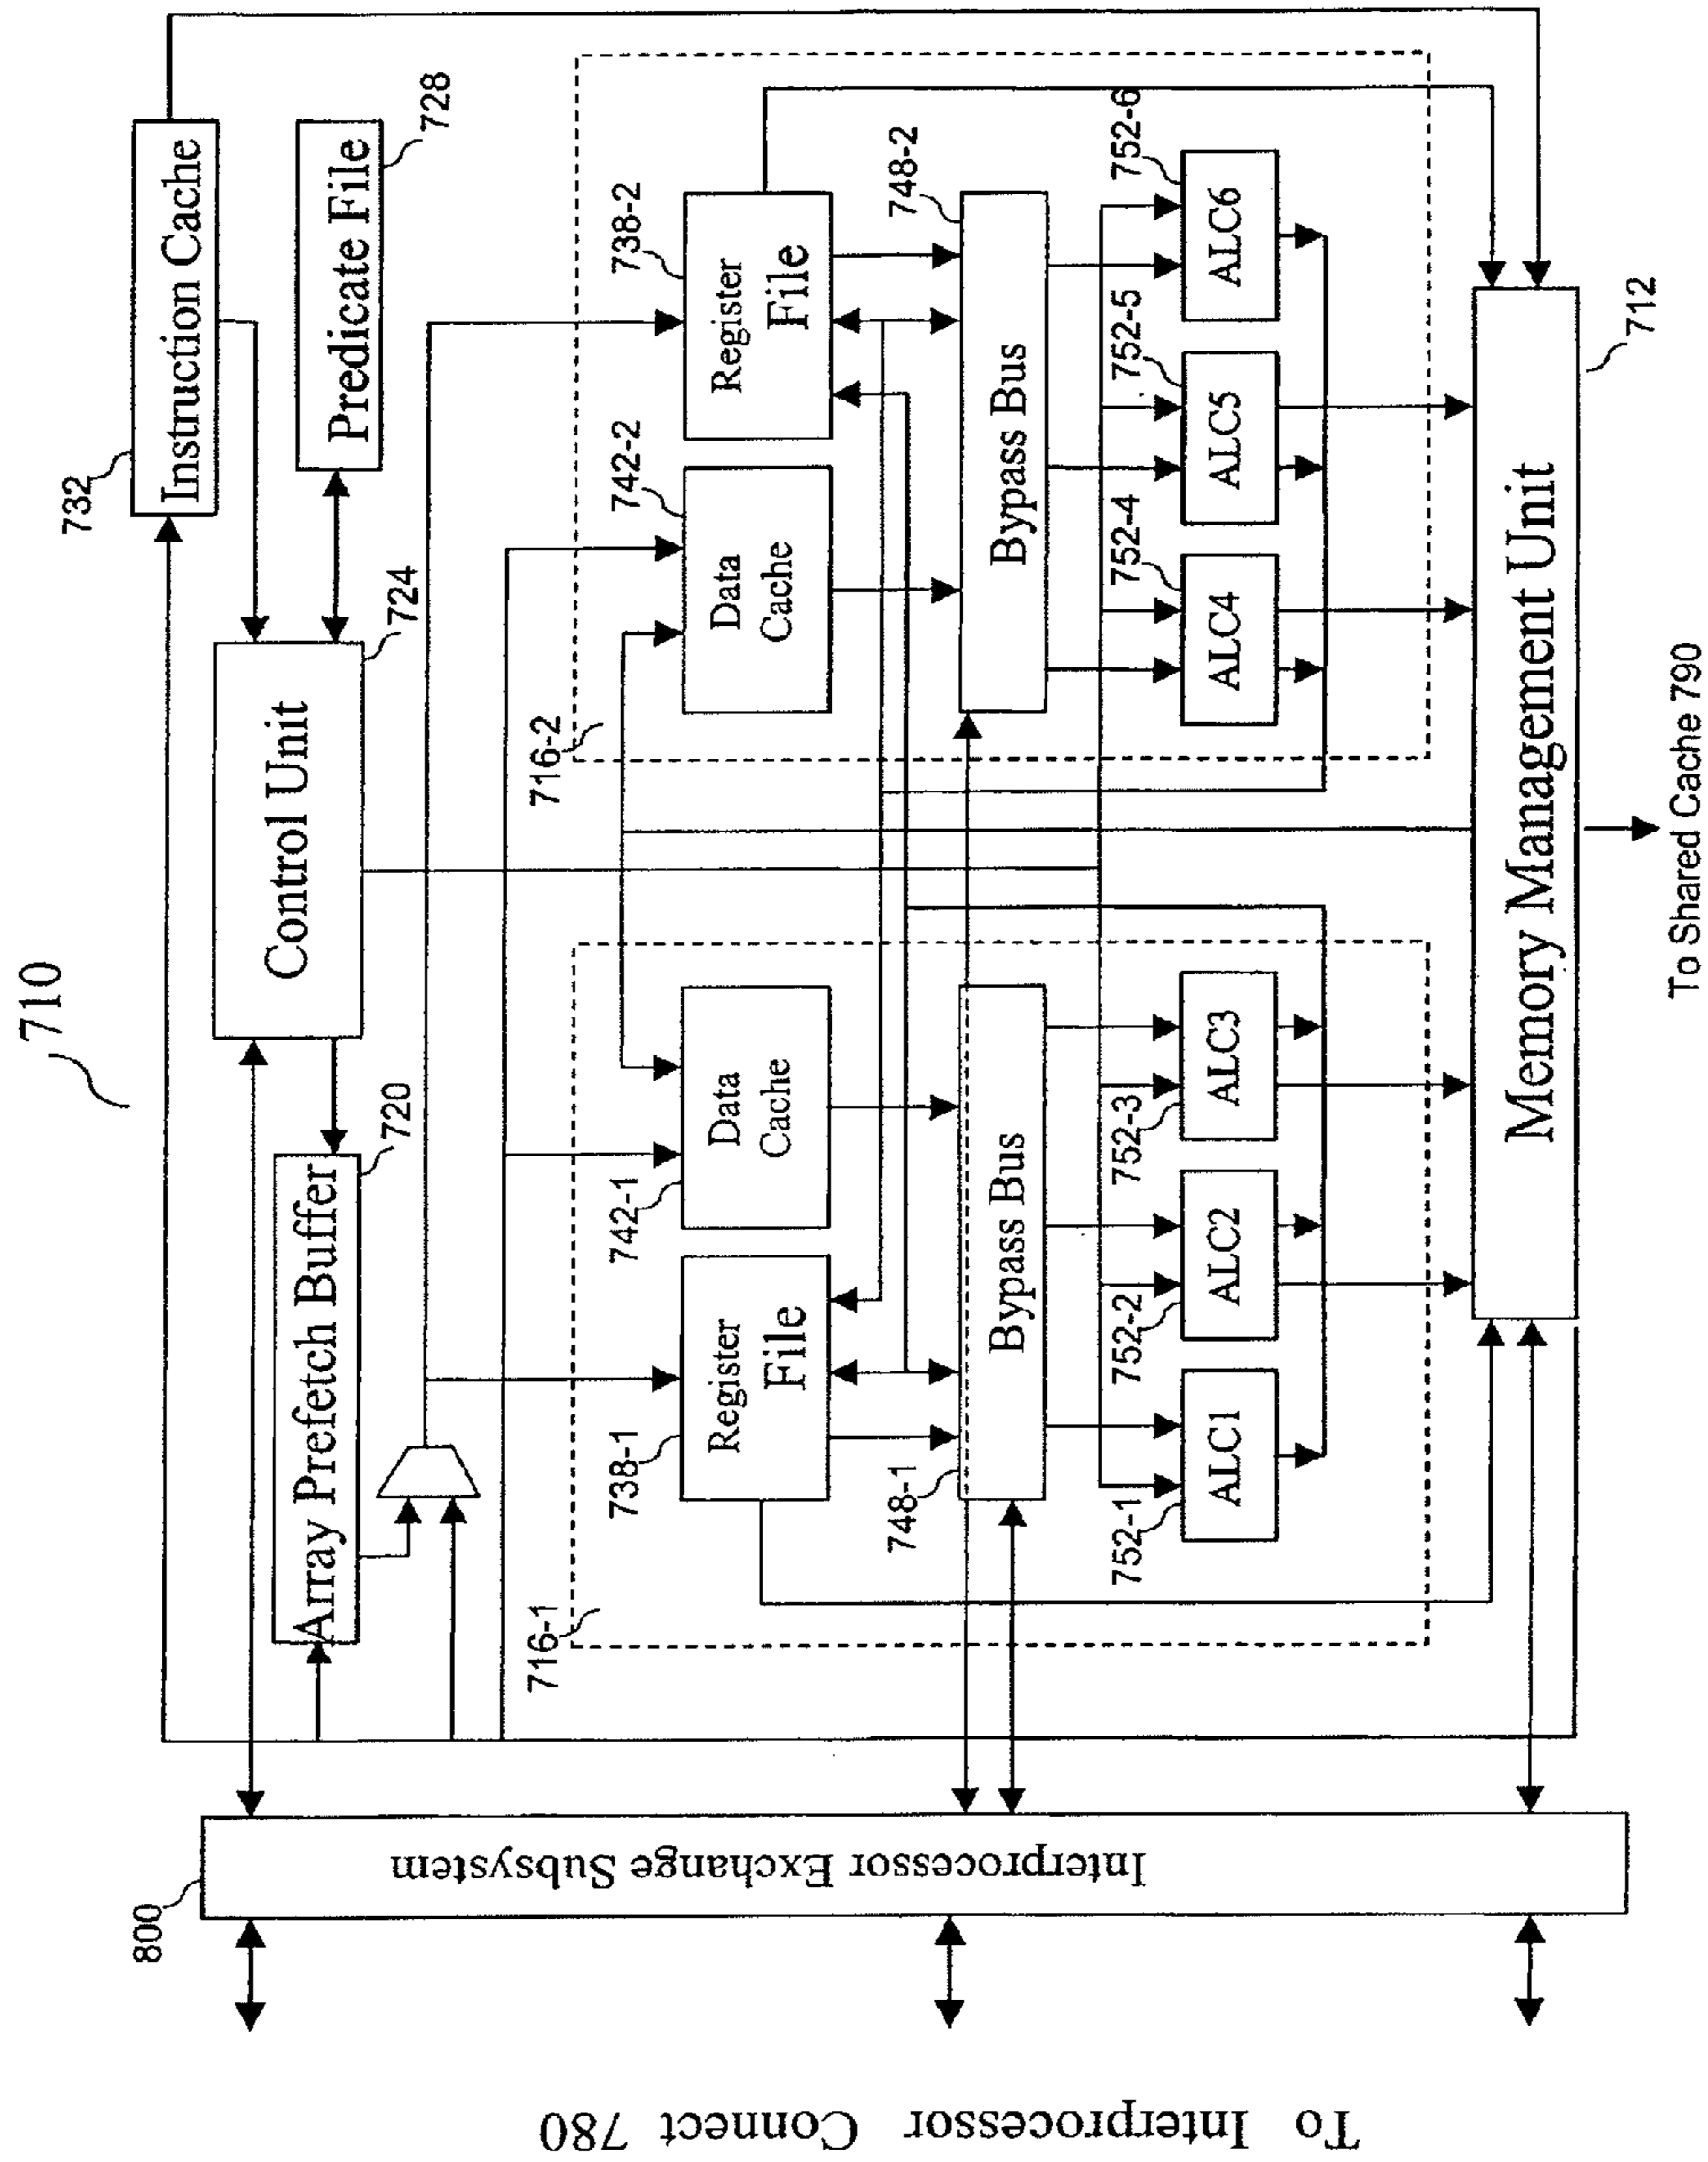 710
732
Instruction Cache
Predicate File
728
Control Unit
724
Array Prefetch Buffer
720
716-1
716-2
738-1
Register
File
742-1
Data
Cache
742-2
Data
Cache
738-2
Register
File
748-1
Bypass Bus
748-2
Bypass Bus
752-1
ALC1
752-2
ALC2
752-3
ALC3
752-4
ALC4
752-5
ALC5
752-6
ALC6
Memory Management Unit
712
To Shared Cache 790
800
Interprocessor Exchange Subsystem
To Interprocessor
Connect 780